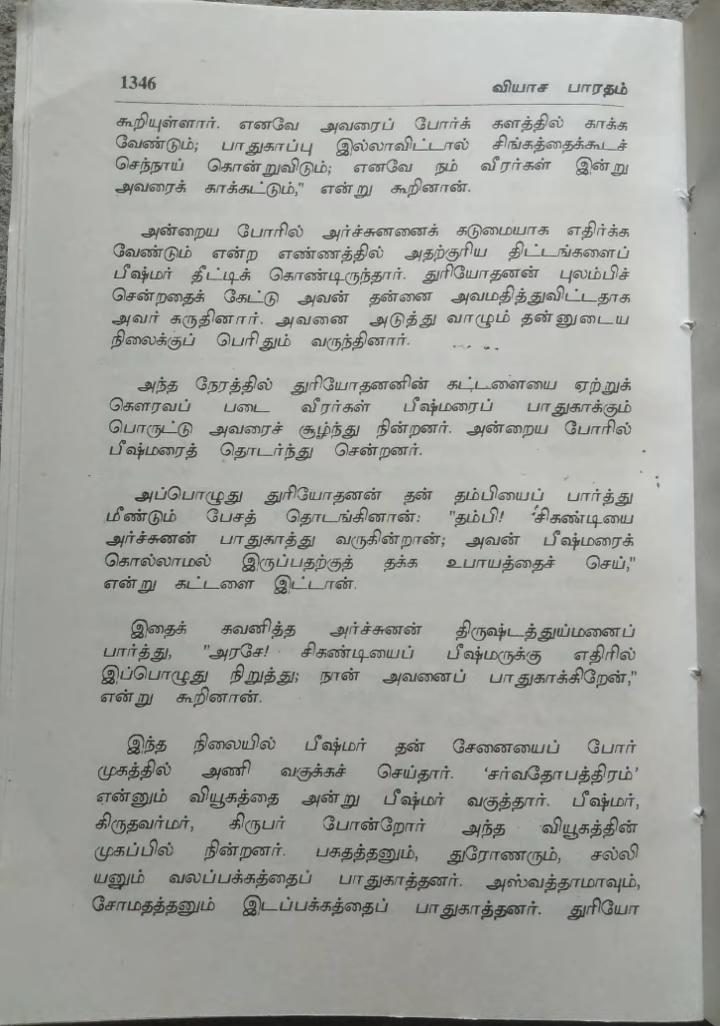 1346 வியாச பாரதம்
கூறியுள்ளார். எனவே அவரைப் போர்க் களத்தில் காக்க
வேண்டும்; பாதுகாப்பு இல்லாவிட்டால் சிங்கத்தைக்கூடச்
செந்நாய் கொன்றுவிடும்; எனவே நம் வீரர்கள் இன்று
அவரைக் காக்கட்டும்," என்று கூறினான்.
அன்றைய போரில் அர்ச்சுனனைக் கடுமையாக எதிர்க்க
வேண்டும் என்ற எண்ணத்தில் அதற்குரிய திட்டங்களைப்
பீஷ்மர் தீட்டிக் கொண்டிருந்தார். துரியோதனன் புலம்பிச்
சென்றதைக் கேட்டு அவன் தன்னை அவமதித்துவிட்டதாக
அவர் கருதினார். அவனை அடுத்து வாழும் தன்னுடைய
நிலைக்குப் பெரிதும் வருந்தினார்.
அந்த நேரத்தில் துரியோதனனின் கட்டளையை ஏற்றுக்
கௌரவப் படை வீரர்கள் பீஷ்மரைப் பாதுகாக்கும்
பொருட்டு அவரைச் சூழ்ந்து நின்றனர். அன்றைய போரில்
பீஷ்மரைத் தொடர்ந்து சென்றனர்.
அப்பொழுது துரியோதனன் தன் தம்பியைப் பார்த்து
மீண்டும் பேசத் தொடங்கினான்: "தம்பி! சிகண்டியை
அர்ச்சுனன் பாதுகாத்து வருகின்றான்; அவன் பீஷ்மரைக்
கொல்லாமல் இருப்பதற்குத் தக்க உபாயத்தைச் செய்,"
என்று கட்டளை இட்டான்.
இதைக் கவனித்த அர்ச்சுனன் திருஷ்டத்துய்மனைப்
பார்த்து, "அரசே! சிகண்டியைப் பீஷ்மருக்கு எதிரில்
இப்பொழுது நிறுத்து; நான் அவனைப் பாதுகாக்கிறேன்,"
என்று கூறினான்.
இந்த நிலையில் பீஷ்மர் தன் சேனையைப் போர்
முகத்தில் அணி வகுக்கச் செய்தார். 'சர்வதோபத்திரம்'
என்னும் வியூகத்தை அன்று பீஷ்மர் வகுத்தார். பீஷ்மர்,
கிருதவர்மர், கிருபர் போன்றோர் அந்த வியூகத்தின்
முகப்பில் நின்றனர். பகதத்தனும், துரோணரும், சல்லி
யனும் வலப்பக்கத்தைப் பாதுகாத்தனர். அஸ்வத்தாமாவும்,
சோமதத்தனும் இடப்பக்கத்தைப் பாதுகாத்தனர். துரியோ